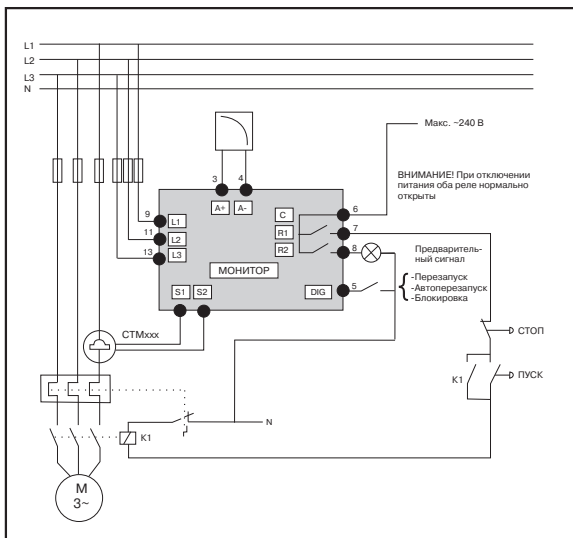 L1
L2
L3
N
Макс. ~240 В
ВНИМАНИЕ! При отключении
питания оба реле нормально
открыты
3
4
A+
A-
9
L1
11
L2
13
L3
C
6
R1
7
R2
8
МОНИТОР
S1
S2
DIG
5
Предваритель-
ный сигнал
-Перезапуск
-Автоперезапуск
-Блокировка
СТМxxx
СТОП
K1
ПУСК
N
K1
M
3~